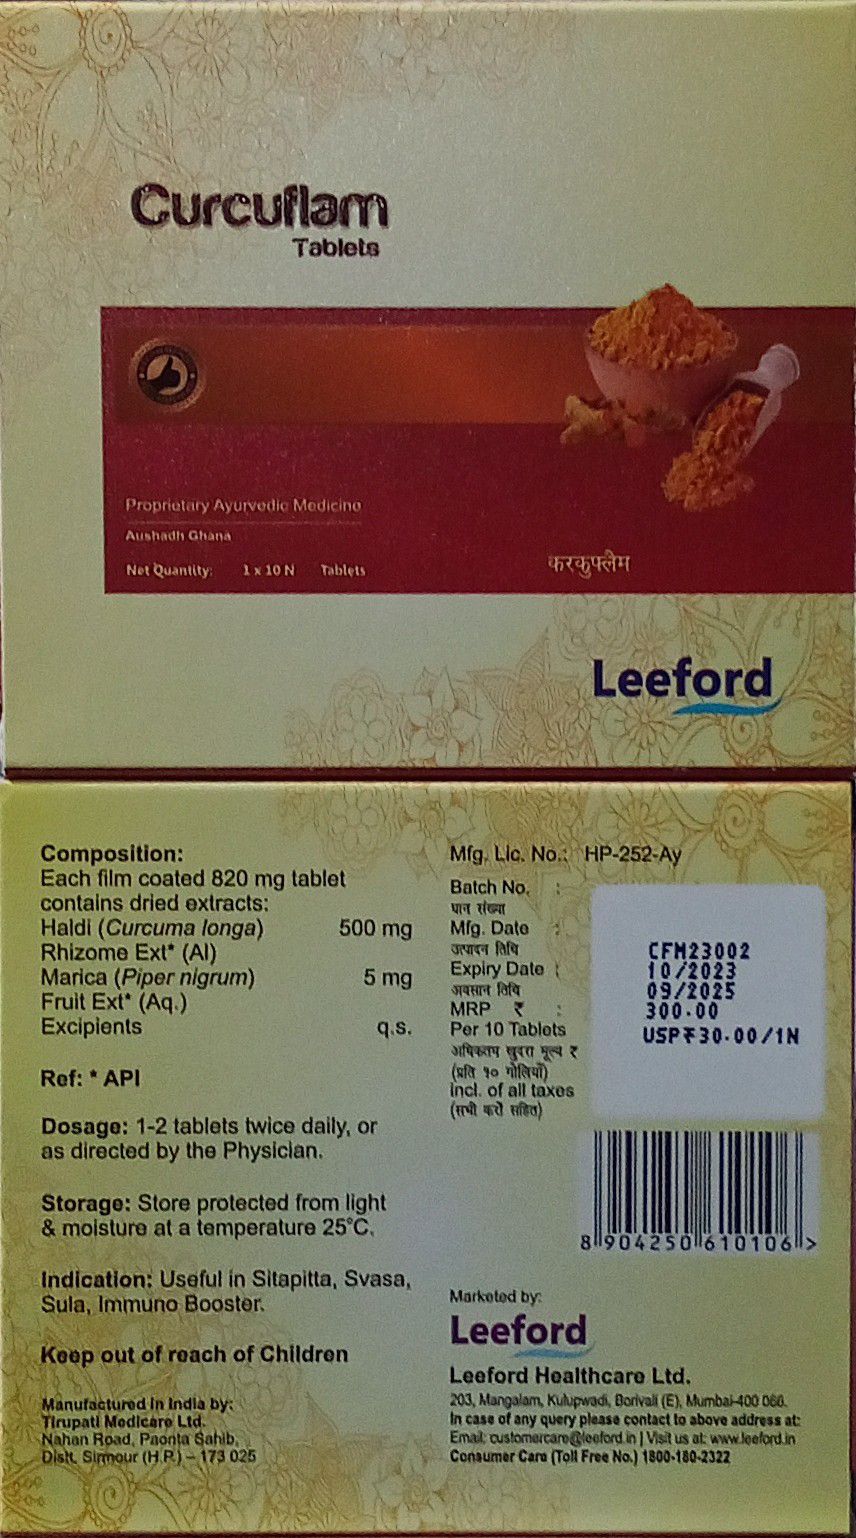 Curcuflam
Tablets
Proprietary Ayurvedic Medicine
Aushadh Ghana
Net Quantity: 1 x 10 N Tablets
करकुफ्लैम
Leeford
Composition:
Each film coated 820 mg tablet
contains dried extracts:
Haldi (Curcuma longa) 500 mg
Rhizome Ext* (Al)
Marica (Piper nigrum) 5 mg
Fruit Ext* (Aq.)
Excipients q.s.
Ref: * API
Dosage: 1-2 tablets twice daily, or
as directed by the Physician.
Storage: Store protected from light
& moisture at a temperature 25°C.
Indication: Useful in Sitapitta, Svasa,
Sula, Immuno Booster.
Keep out of reach of Children
Manufactured in India by:
Tirupati Medicare Ltd.
Nahan Road, Paonta Sahib,
Distt. Sirmour (H.P.) – 173 025
Mfg. Lic. No.: HP-252-Ay
Batch No. : CFM23002
घान संख्या
Mfg. Date : 10/2023
उत्पादन तिथि
Expiry Date : 09/2025
अवसान तिथि
MRP ₹ : 300.00
Per 10 Tablets USP₹30.00/1N
अधिकतम खुदरा मूल्य ₹
(प्रति १० गोलियाँ)
incl. of all taxes
(सभी करों सहित)
8 904250 610106 >
Marketed by:
Leeford
Leeford Healthcare Ltd.
203, Mangalam, Kulupwadi, Borivali (E), Mumbai-400 066.
In case of any query please contact to above address at:
Email: customercare@leeford.in | Visit us at: www.leeford.in
Consumer Care (Toll Free No.) 1800-180-2322